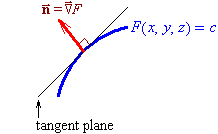 n⃗ = ∇⃗F
F(x, y, z) = c
tangent plane